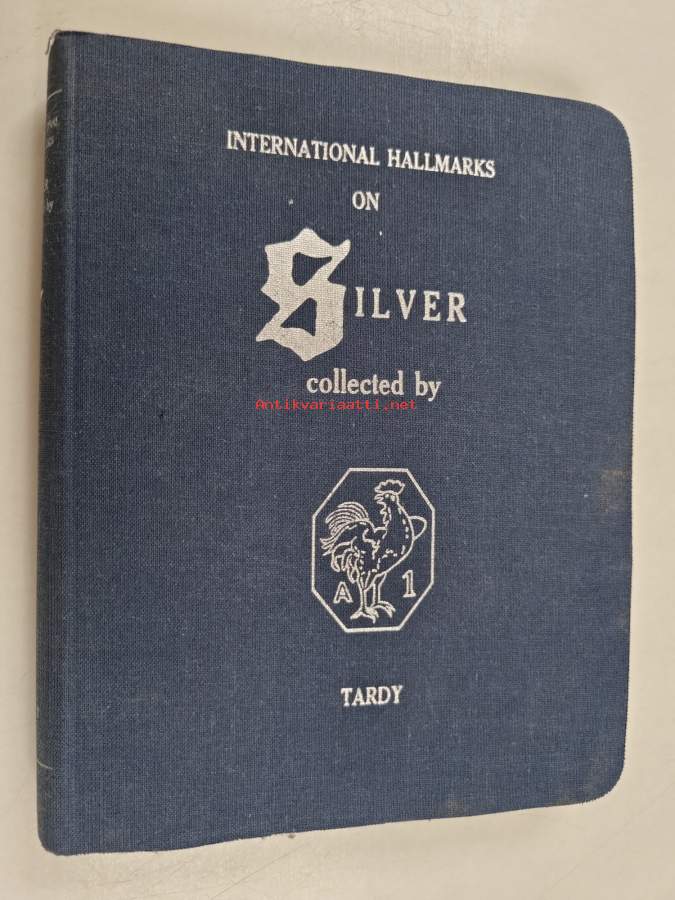 INTERNATIONAL HALLMARKS
ON
SILVER
collected by
Antikvariaatti.net
A 1
TARDY